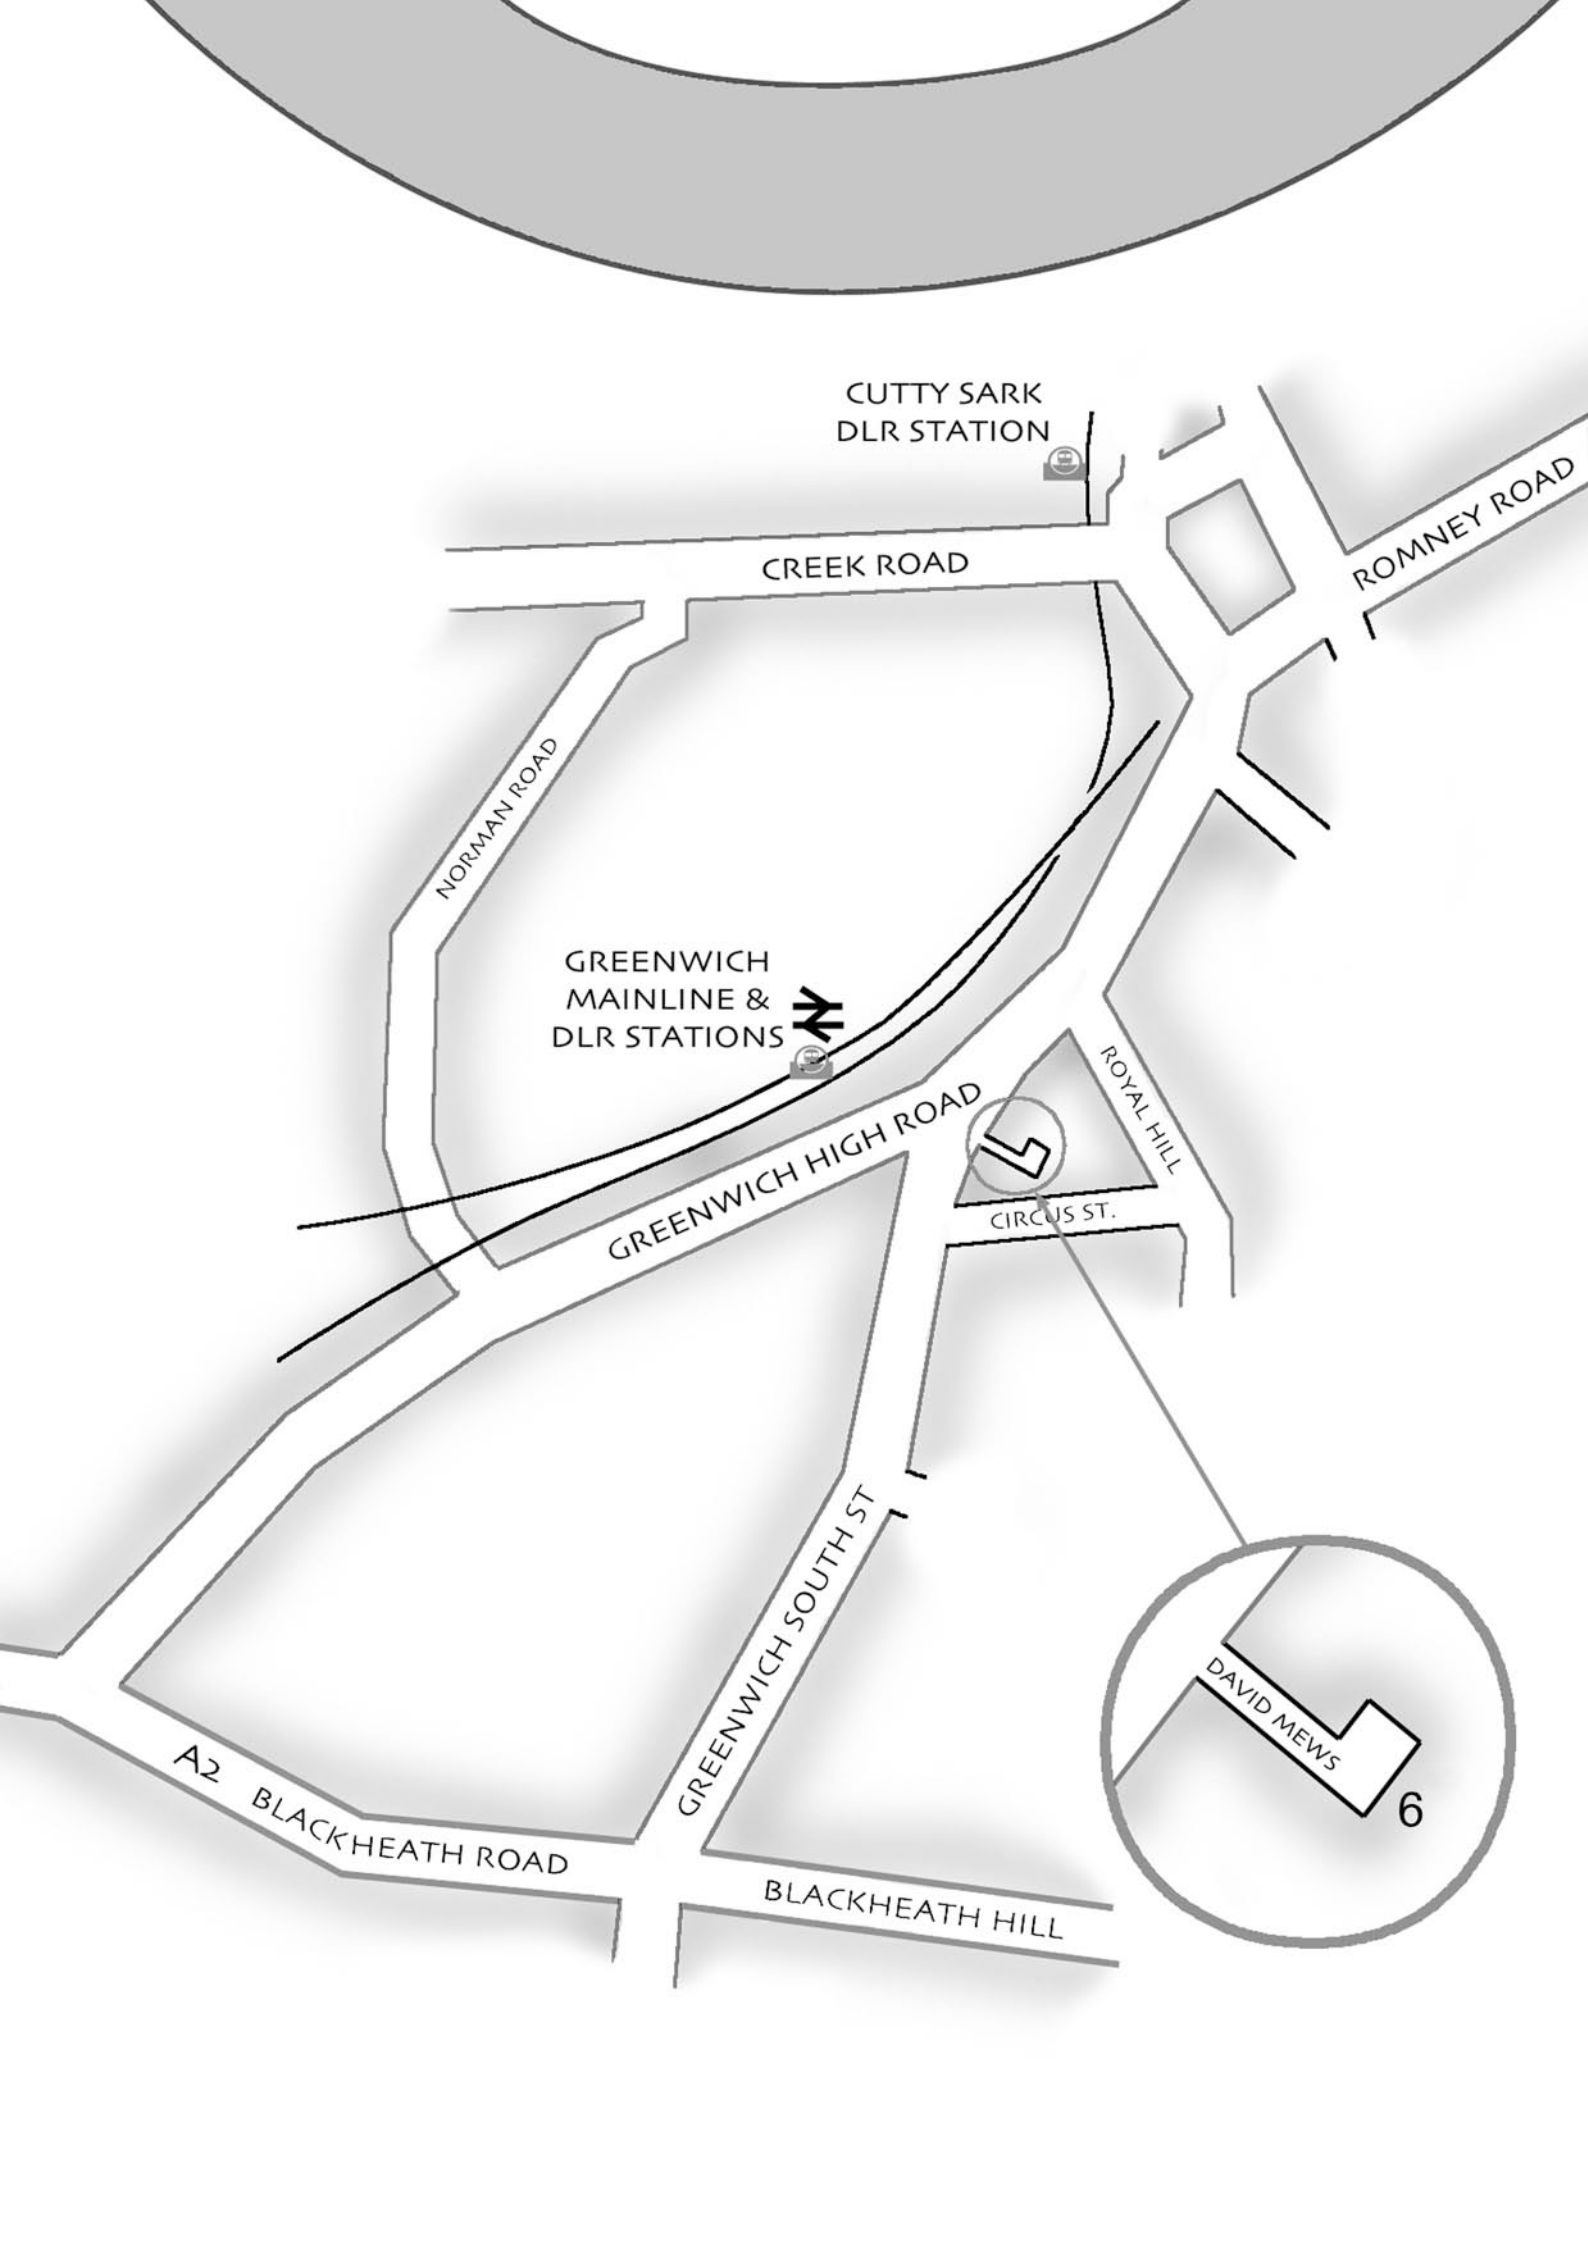 CUTTY SARK
DLR STATION
ROMNEY ROAD
CREEK ROAD
NORMAN ROAD
GREENWICH
MAINLINE &
DLR STATIONS
ROYAL HILL
GREENWICH HIGH ROAD
CIRCUS ST.
GREENWICH SOUTH ST
DAVID MEWS
6
A2 BLACKHEATH ROAD
BLACKHEATH HILL